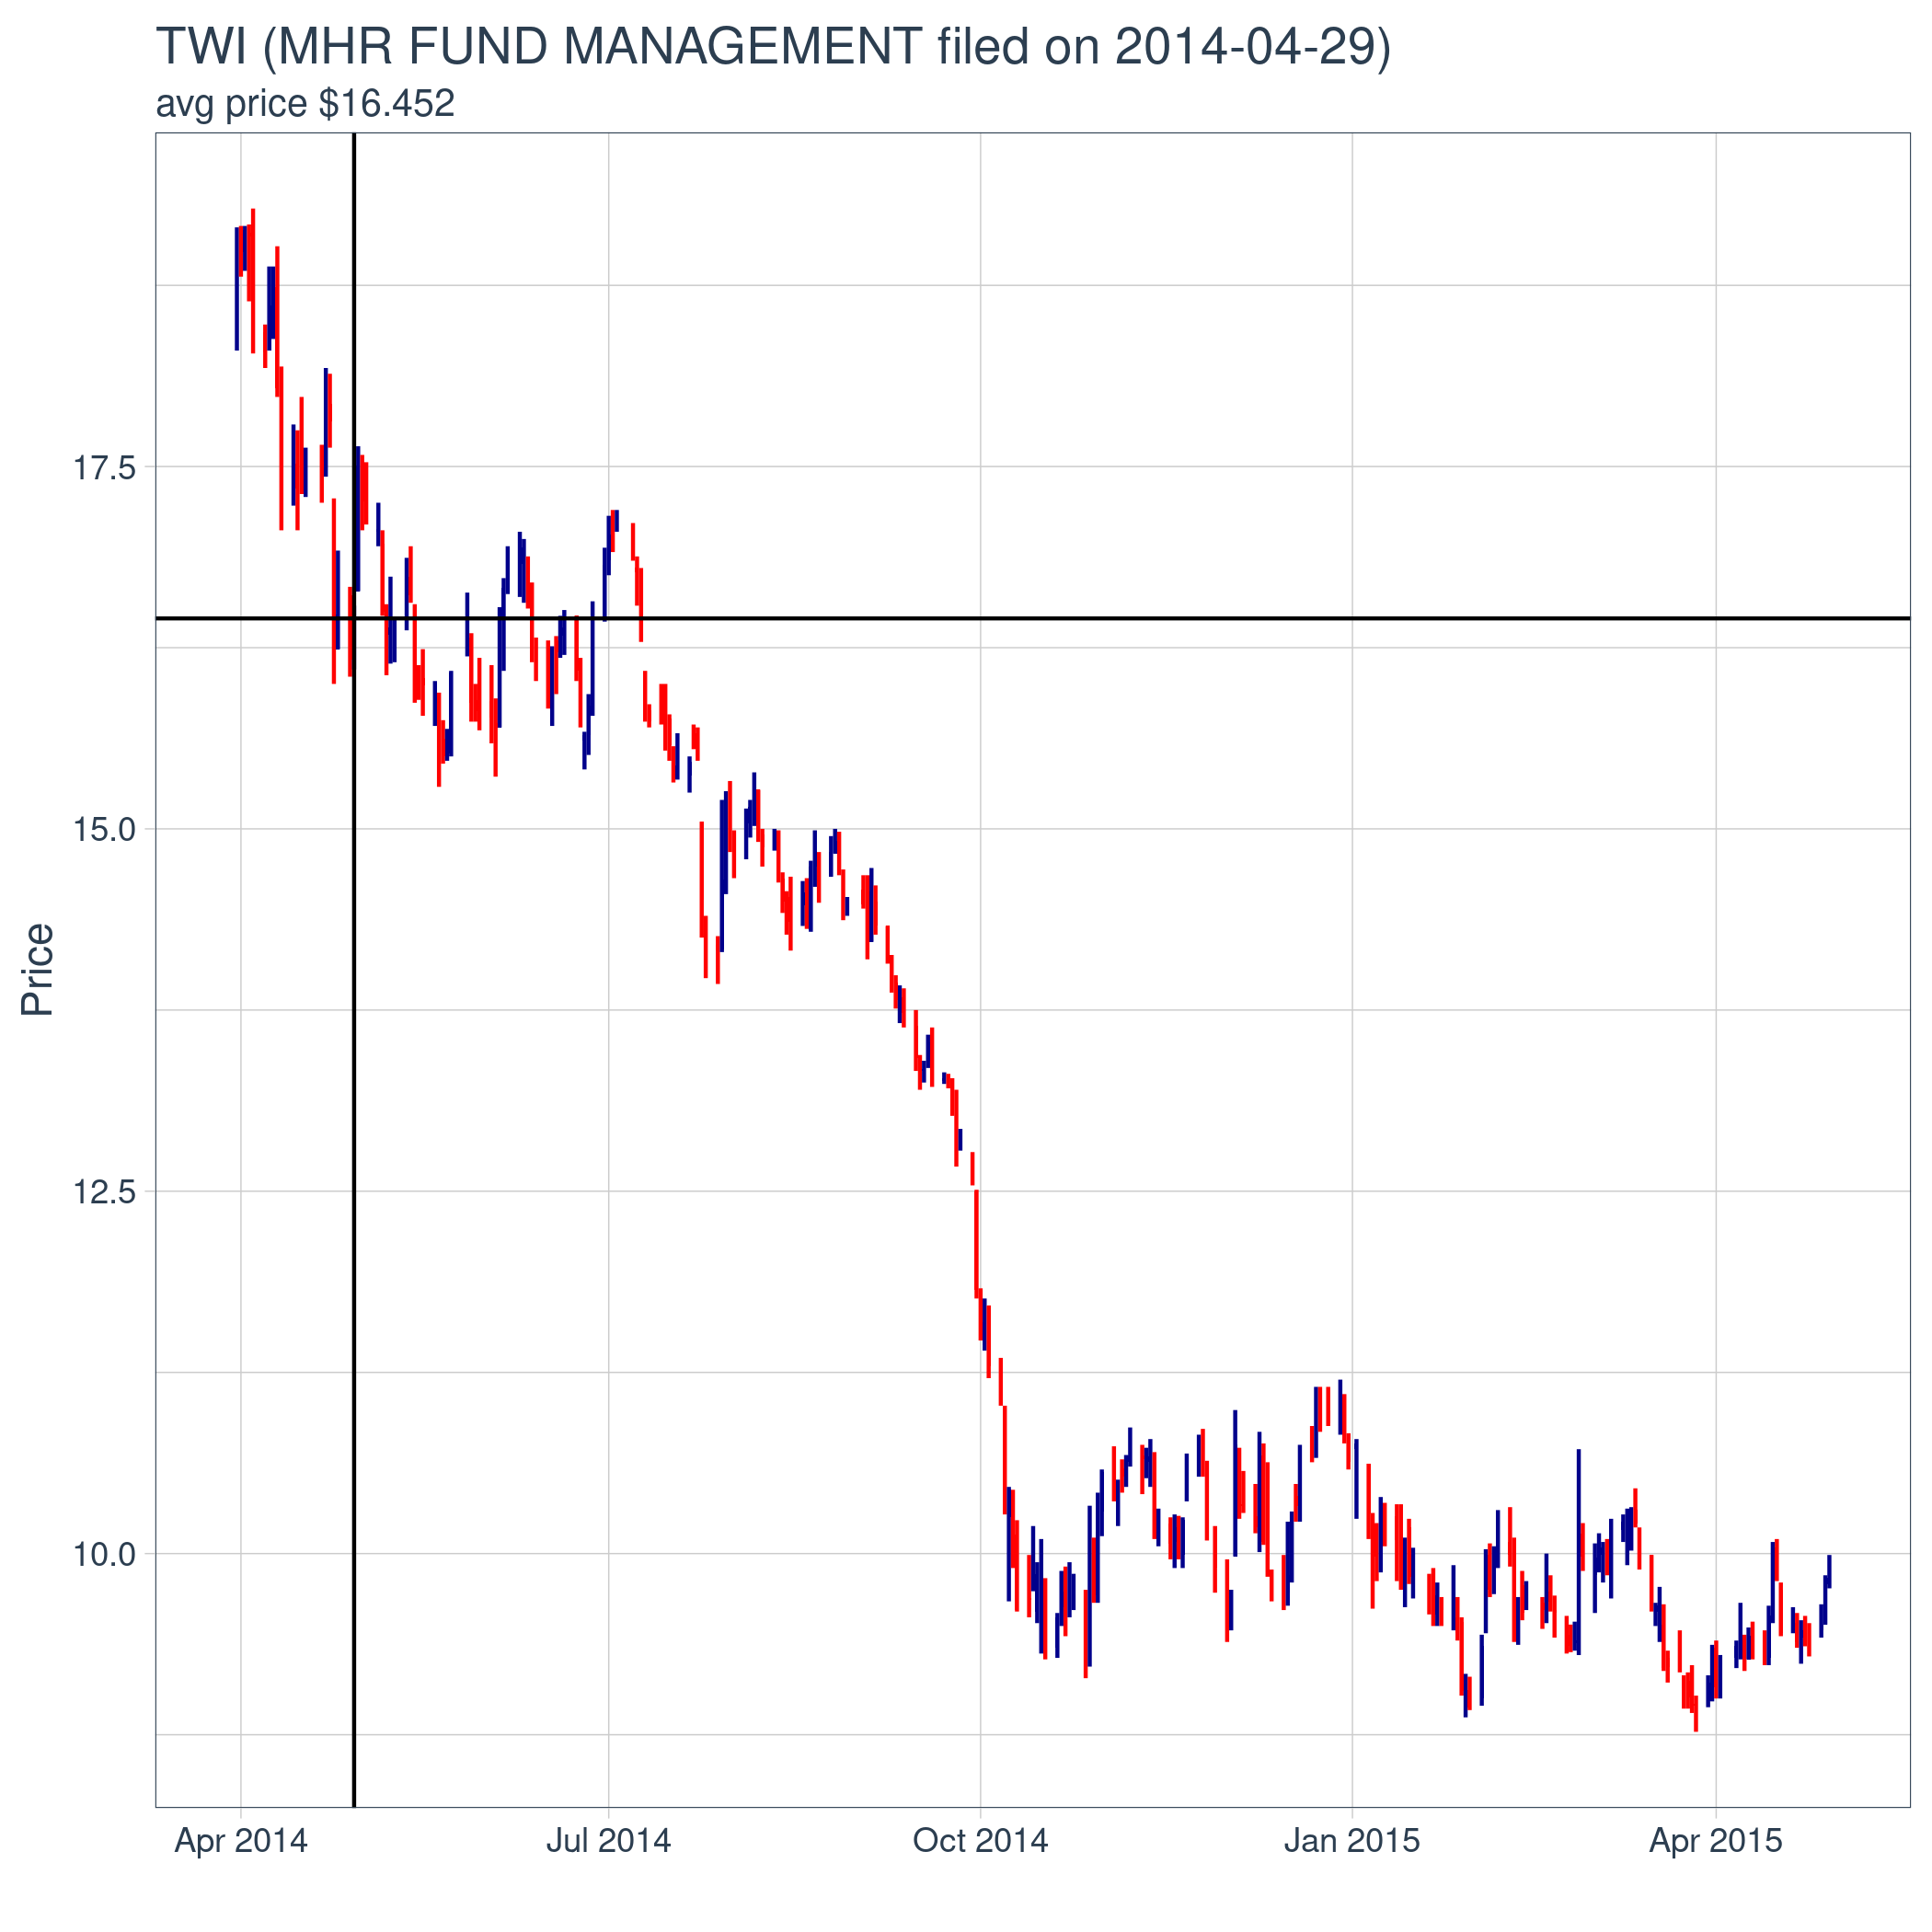 TWI (MHR FUND MANAGEMENT filed on 2014-04-29)
avg price $16.452
17.5
15.0
12.5
10.0
Price
Apr 2014
Jul 2014
Oct 2014
Jan 2015
Apr 2015